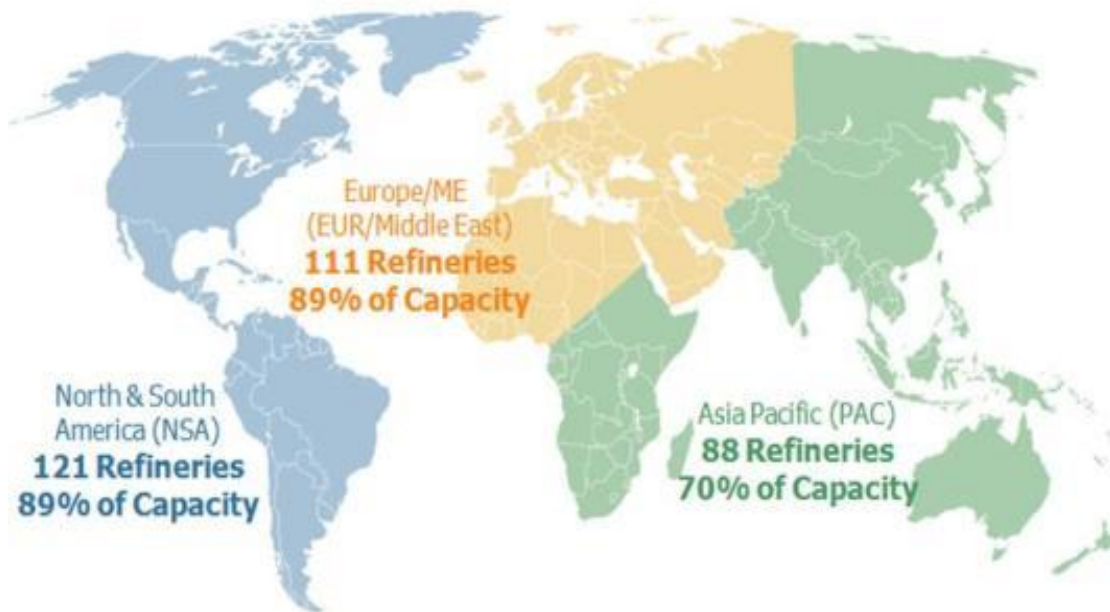 Europe/ME
(EUR/Middle East)
111 Refineries
89% of Capacity
North & South
America (NSA)
121 Refineries
89% of Capacity
Asia Pacific (PAC)
88 Refineries
70% of Capacity